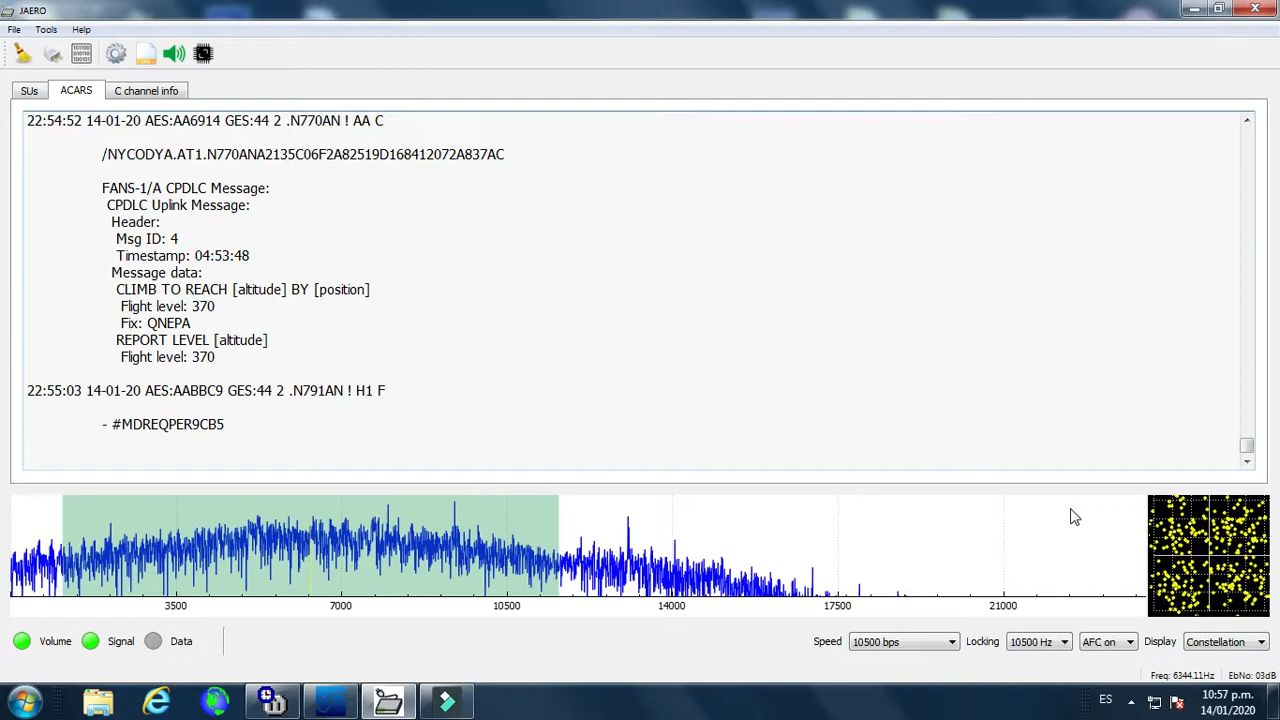 JAERO
File Tools Help
SUs ACARS C channel info
22:54:52 14-01-20 AES:AA6914 GES:44 2 .N770AN ! AA C
/NYCODYA.AT1.N770ANA2135C06F2A82519D168412072A837AC
FANS-1/A CPDLC Message:
CPDLC Uplink Message:
Header:
Msg ID: 4
Timestamp: 04:53:48
Message data:
CLIMB TO REACH [altitude] BY [position]
Flight level: 370
Fix: QNEPA
REPORT LEVEL [altitude]
Flight level: 370
22:55:03 14-01-20 AES:AABBC9 GES:44 2 .N791AN ! H1 F
- #MDREQPER9CB5
3500 7000 10500 14000 17500 21000
Volume Signal Data Speed 10500 bps Locking 10500 Hz AFC on Display Constellation
Freq: 6344.11Hz EbNo: 03dB
ES 10:57 p.m.
14/01/2020